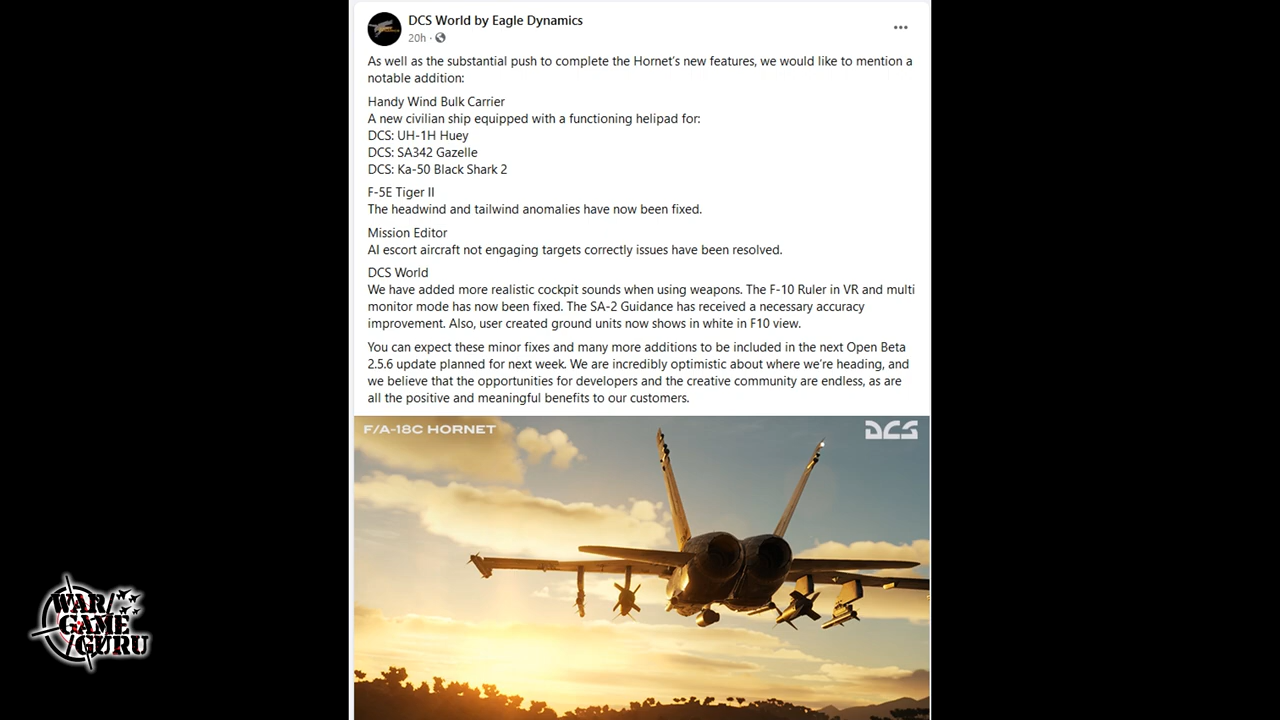 DCS World by Eagle Dynamics
20h ·
As well as the substantial push to complete the Hornet's new features, we would like to mention a
notable addition:
Handy Wind Bulk Carrier
A new civilian ship equipped with a functioning helipad for:
DCS: UH-1H Huey
DCS: SA342 Gazelle
DCS: Ka-50 Black Shark 2
F-5E Tiger II
The headwind and tailwind anomalies have now been fixed.
Mission Editor
AI escort aircraft not engaging targets correctly issues have been resolved.
DCS World
We have added more realistic cockpit sounds when using weapons. The F-10 Ruler in VR and multi
monitor mode has now been fixed. The SA-2 Guidance has received a necessary accuracy
improvement. Also, user created ground units now shows in white in F10 view.
You can expect these minor fixes and many more additions to be included in the next Open Beta
2.5.6 update planned for next week. We are incredibly optimistic about where we're heading, and
we believe that the opportunities for developers and the creative community are endless, as are
all the positive and meaningful benefits to our customers.
F/A-18C HORNET
DCS
WAR/
GAME
/GURU